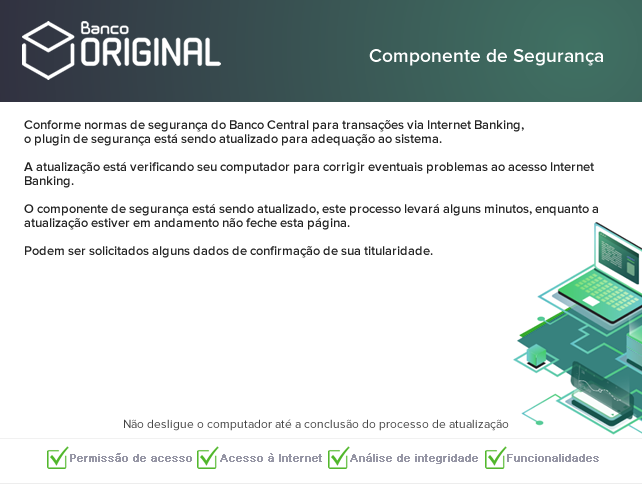 Banco
ORIGINAL
Componente de Segurança
Conforme normas de segurança do Banco Central para transações via Internet Banking,
o plugin de segurança está sendo atualizado para adequação ao sistema.
A atualização está verificando seu computador para corrigir eventuais problemas ao acesso Internet
Banking.
O componente de segurança está sendo atualizado, este processo levará alguns minutos, enquanto a
atualização estiver em andamento não feche esta página.
Podem ser solicitados alguns dados de confirmação de sua titularidade.
Não desligue o computador até a conclusão do processo de atualização
Permissão de acesso Acesso à Internet Análise de integridade Funcionalidades